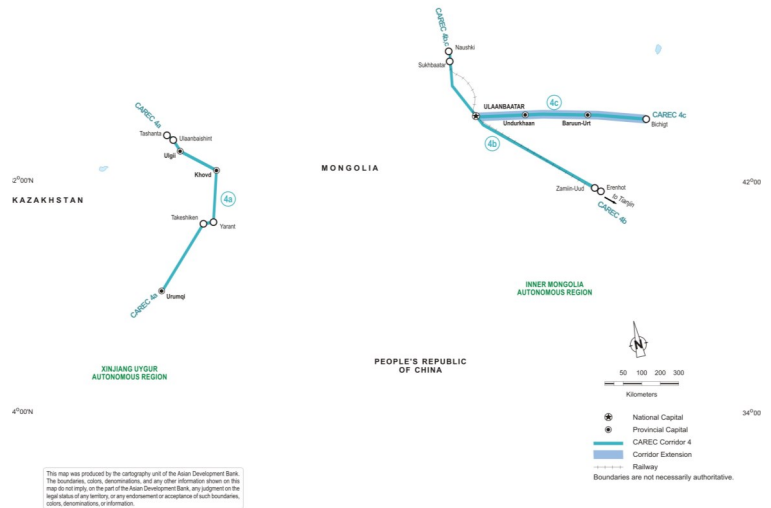 CAREC 4b,c
Naushki
Sukhbaatar
ULAANBAATAR
4c
CAREC 4c
Undurkhaan
Baruun-Urt
Bichigt
CAREC 4a
Tashanta
Ulaanbaishint
Ulgii
4b
Khovd
MONGOLIA
2°00'N
42°00
KAZAKHSTAN
4a
Zamiin-Uud
Erenhot
to Tianjin
CAREC 4b
Takeshiken
Yarant
CAREC 4a
Urumqi
INNER MONGOLIA
AUTONOMOUS REGION
N
PEOPLE'S REPUBLIC
OF CHINA
XINJIANG UYGUR
AUTONOMOUS REGION
50 100 200 300
Kilometers
4°00'N
34°00
National Capital
Provincial Capital
CAREC Corridor 4
Corridor Extension
Railway
Boundaries are not necessarily authoritative.
This map was produced by the cartography unit of the Asian Development Bank.
The boundaries, colors, denominations, and any other information shown on this
map do not imply, on the part of the Asian Development Bank, any judgment on the
legal status of any territory, or any endorsement or acceptance of such boundaries,
colors, denominations, or information.